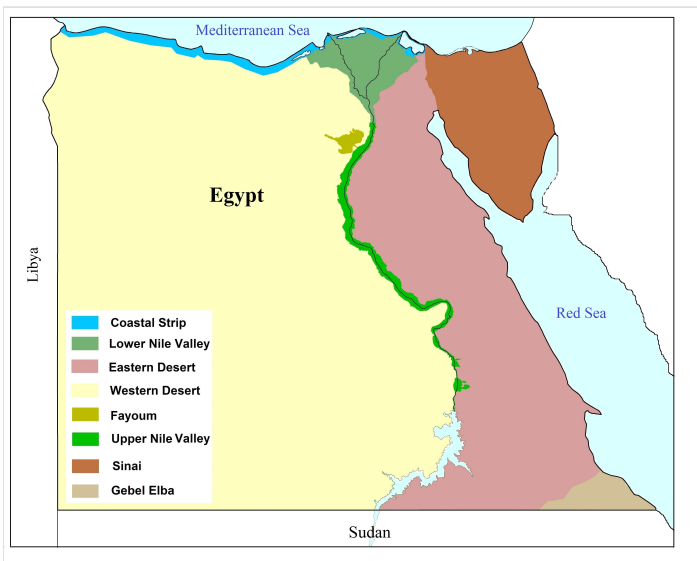 Mediterranean Sea
Egypt
Libya
Red Sea
Coastal Strip
Lower Nile Valley
Eastern Desert
Western Desert
Fayoum
Upper Nile Valley
Sinai
Gebel Elba
Sudan